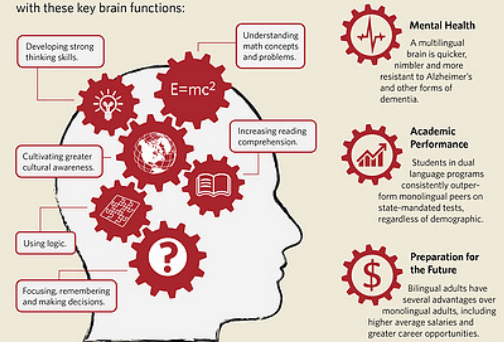 with these key brain functions:
Developing strong
thinking skills.
Understanding
math concepts
and problems.
E=mc²
Increasing reading
comprehension.
Cultivating greater
cultural awareness.
Using logic.
?
Focusing, remembering
and making decisions.
Mental Health
A multilingual
brain is quicker,
nimbler and more
resistant to Alzheimer's
and other forms of
dementia.
Academic
Performance
Students in dual
language programs
consistently outper-
form monolingual peers on
state-mandated tests,
regardless of demographic.
$
Preparation for
the Future
Bilingual adults have
several advantages over
monolingual adults, including
higher average salaries and
greater career opportunities.